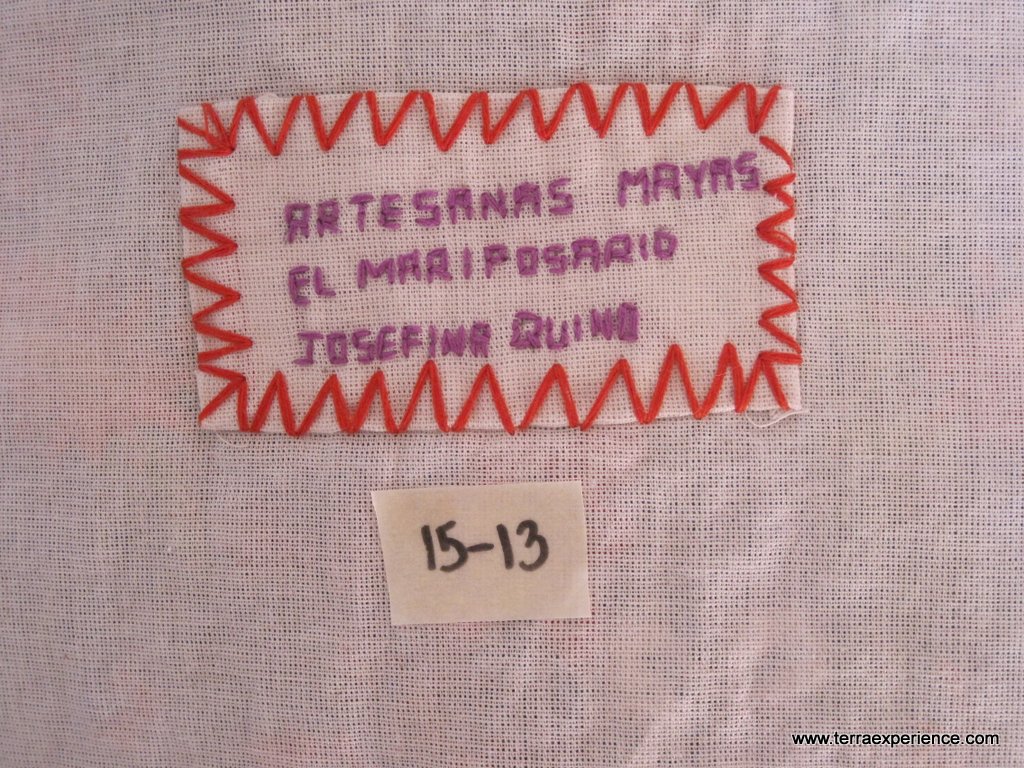 ARTESANAS MAYAS
EL MARIPOSARIO
JOSEFINA QUINO
15-13
www.terraexperience.com